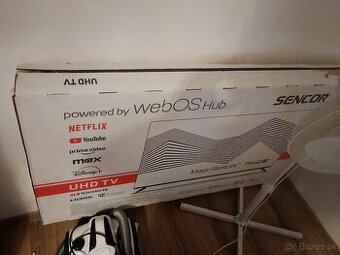 UHD TV
powered by webOS Hub
SENCOR
NETFLIX
YouTube
prime video
max
Disney+
Magic Remote
UHD TV
© Bazos.sk